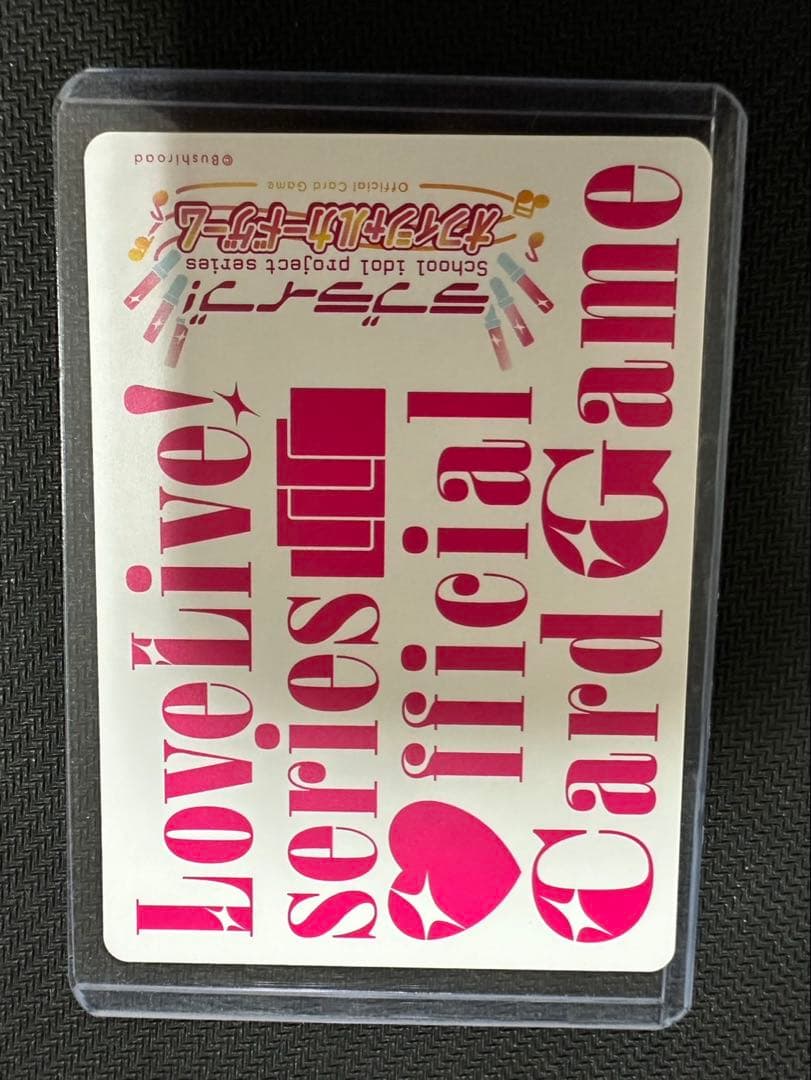 LoveLive!
series
fficial
Card Game
ラブライブ!
School idol project series
オフィシャルカードゲーム
Official Card Game
©Bushiroad